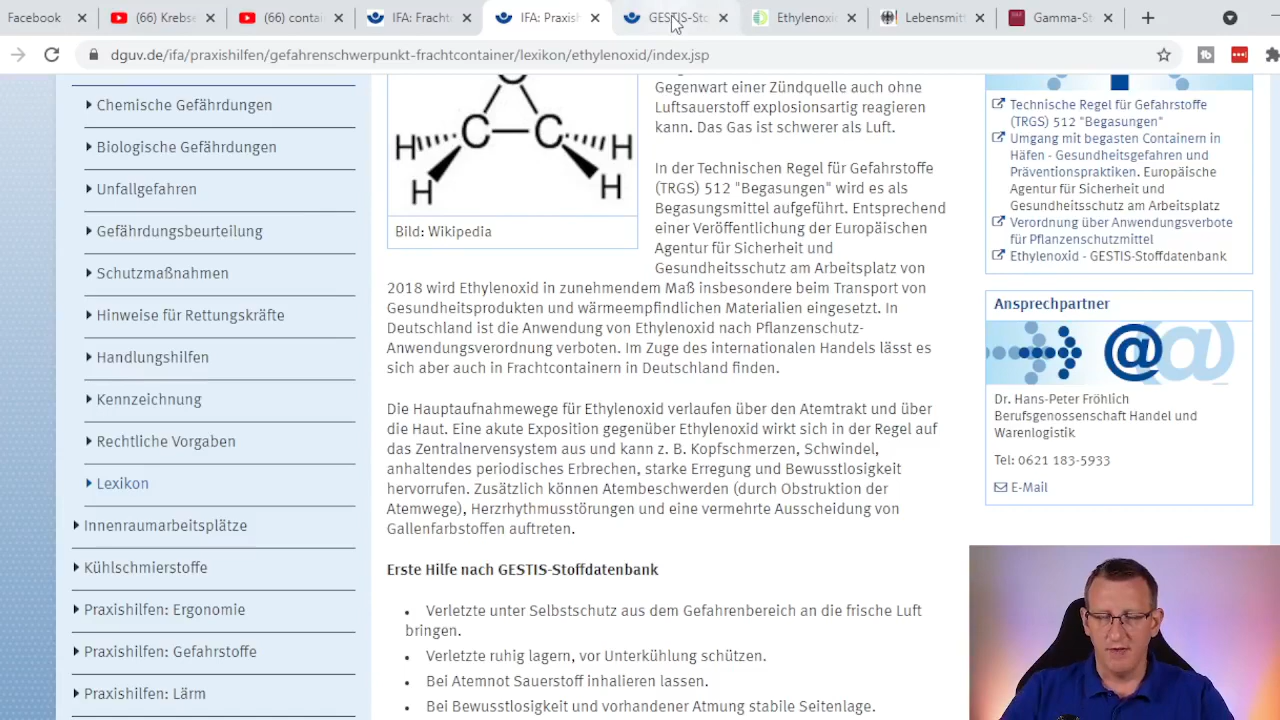 Facebook
(66) Krebse
(66) contai
IFA: Fracht
IFA: Praxish
GESTIS-Sto
Ethylenoxid
Lebensmitt
Gamma-St
dguv.de/ifa/praxishilfen/gefahrenschwerpunkt-frachtcontainer/lexikon/ethylenoxid/index.jsp
Chemische Gefährdungen
Biologische Gefährdungen
Unfallgefahren
Gefährdungsbeurteilung
Schutzmaßnahmen
Hinweise für Rettungskräfte
Handlungshilfen
Kennzeichnung
Rechtliche Vorgaben
Lexikon
Innenraumarbeitsplätze
Kühlschmierstoffe
Praxishilfen: Ergonomie
Praxishilfen: Gefahrstoffe
Praxishilfen: Lärm
C C
H H
H H
Bild: Wikipedia
Gegenwart einer Zündquelle auch ohne
Luftsauerstoff explosionsartig reagieren
kann. Das Gas ist schwerer als Luft.
In der Technischen Regel für Gefahrstoffe
(TRGS) 512 "Begasungen" wird es als
Begasungsmittel aufgeführt. Entsprechend
einer Veröffentlichung der Europäischen
Agentur für Sicherheit und
Gesundheitsschutz am Arbeitsplatz von
2018 wird Ethylenoxid in zunehmendem Maß insbesondere beim Transport von
Gesundheitsprodukten und wärmeempfindlichen Materialien eingesetzt. In
Deutschland ist die Anwendung von Ethylenoxid nach Pflanzenschutz-
Anwendungsverordnung verboten. Im Zuge des internationalen Handels lässt es
sich aber auch in Frachtcontainern in Deutschland finden.
Die Hauptaufnahmewege für Ethylenoxid verlaufen über den Atemtrakt und über
die Haut. Eine akute Exposition gegenüber Ethylenoxid wirkt sich in der Regel auf
das Zentralnervensystem aus und kann z. B. Kopfschmerzen, Schwindel,
anhaltendes periodisches Erbrechen, starke Erregung und Bewusstlosigkeit
hervorrufen. Zusätzlich können Atembeschwerden (durch Obstruktion der
Atemwege), Herzrhythmusstörungen und eine vermehrte Ausscheidung von
Gallenfarbstoffen auftreten.
Erste Hilfe nach GESTIS-Stoffdatenbank
• Verletzte unter Selbstschutz aus dem Gefahrenbereich an die frische Luft
bringen.
• Verletzte ruhig lagern, vor Unterkühlung schützen.
• Bei Atemnot Sauerstoff inhalieren lassen.
• Bei Bewusstlosigkeit und vorhandener Atmung stabile Seitenlage.
Technische Regel für Gefahrstoffe
(TRGS) 512 "Begasungen"
Umgang mit begasten Containern in
Häfen - Gesundheitsgefahren und
Präventionspraktiken. Europäische
Agentur für Sicherheit und
Gesundheitsschutz am Arbeitsplatz
Verordnung über Anwendungsverbote
für Pflanzenschutzmittel
Ethylenoxid - GESTIS-Stoffdatenbank
Ansprechpartner
@
Dr. Hans-Peter Fröhlich
Berufsgenossenschaft Handel und
Warenlogistik
Tel: 0621 183-5933
E-Mail